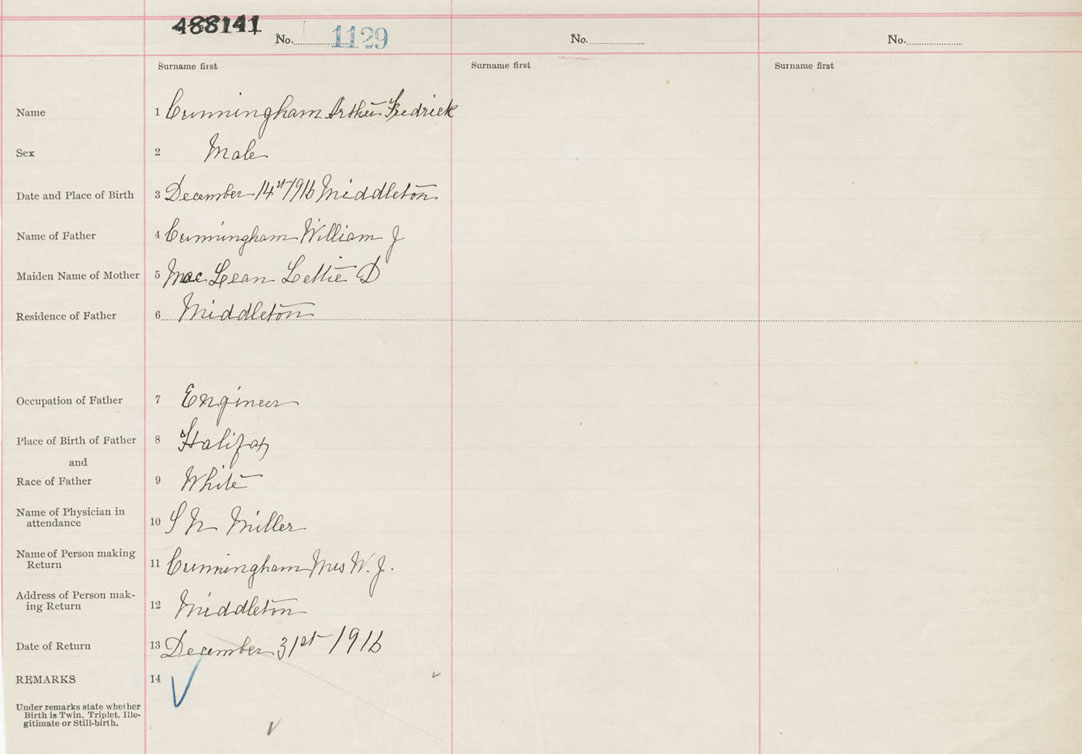 488141
No. 1129 No. No.
Surname first Surname first Surname first
Name 1 Cunningham Arthur Fredrick
Sex 2 Male
Date and Place of Birth 3 December 14th 1916 Middleton
Name of Father 4 Cunningham William J
Maiden Name of Mother 5 MacLean Lettie D
Residence of Father 6 Middleton
Occupation of Father 7 Engineer
Place of Birth of Father 8 Halifax
and
Race of Father 9 White
Name of Physician in
attendance 10 S N Miller
Name of Person making
Return 11 Cunningham Mrs W. J.
Address of Person mak-
ing Return 12 Middleton
Date of Return 13 December 31st 1916
REMARKS 14
Under remarks state whether
Birth is Twin, Triplet, Ille-
gitimate or Still-birth.